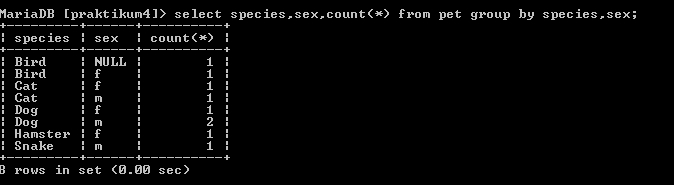 MariaDB [praktikum4]> select species,sex,count(*) from pet group by species,sex;
+---------+------+----------+
| species | sex  | count(*) |
+---------+------+----------+
| Bird    | NULL |        1 |
| Bird    | f    |        1 |
| Cat     | f    |        1 |
| Cat     | m    |        1 |
| Dog     | f    |        1 |
| Dog     | m    |        2 |
| Hamster | f    |        1 |
| Snake   | m    |        1 |
+---------+------+----------+
8 rows in set (0.00 sec)